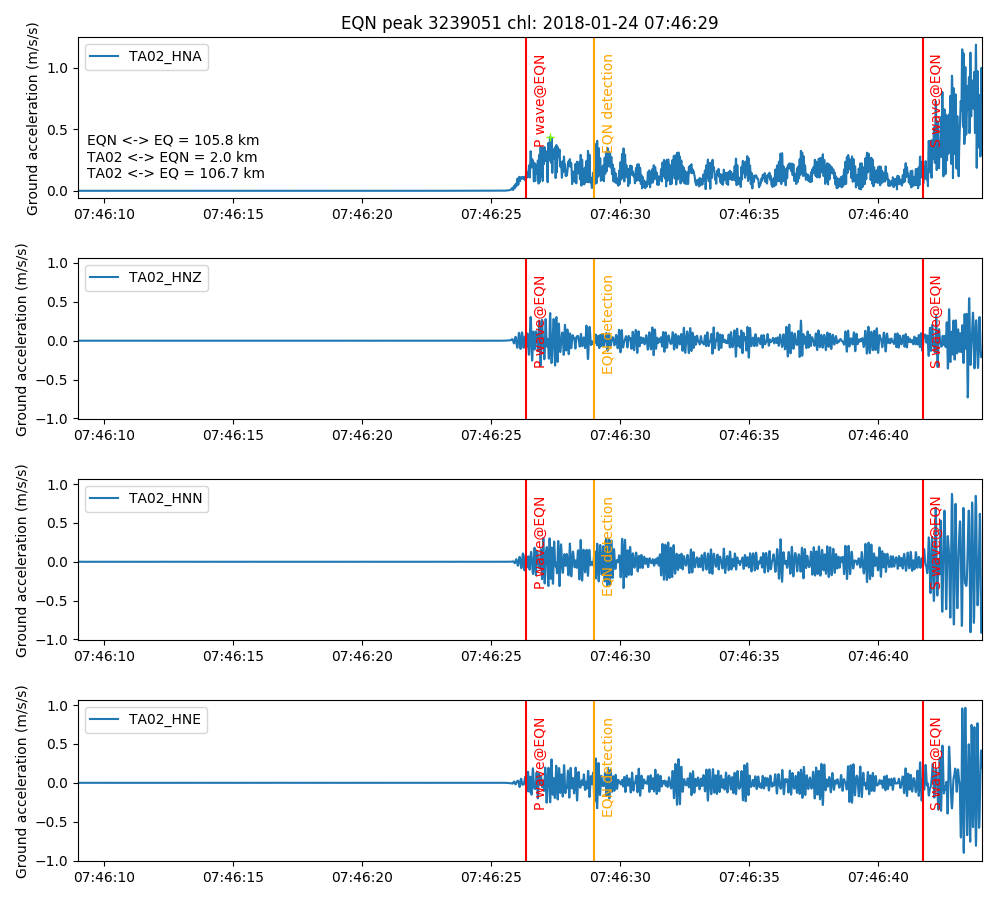 EQN peak 3239051 chl: 2018-01-24 07:46:29
Ground acceleration (m/s/s)
1.0
0.5
0.0
TA02_HNA
EQN <-> EQ = 105.8 km
TA02 <-> EQN = 2.0 km
TA02 <-> EQ = 106.7 km
P wave@EQN
EQN detection
S wave@EQN
07:46:10 07:46:15 07:46:20 07:46:25 07:46:30 07:46:35 07:46:40
Ground acceleration (m/s/s)
1.0
0.5
0.0
−0.5
−1.0
TA02_HNZ
P wave@EQN
EQN detection
S wave@EQN
07:46:10 07:46:15 07:46:20 07:46:25 07:46:30 07:46:35 07:46:40
Ground acceleration (m/s/s)
1.0
0.5
0.0
−0.5
−1.0
TA02_HNN
P wave@EQN
EQN detection
S wave@EQN
07:46:10 07:46:15 07:46:20 07:46:25 07:46:30 07:46:35 07:46:40
Ground acceleration (m/s/s)
1.0
0.5
0.0
−0.5
−1.0
TA02_HNE
P wave@EQN
EQN detection
S wave@EQN
07:46:10 07:46:15 07:46:20 07:46:25 07:46:30 07:46:35 07:46:40